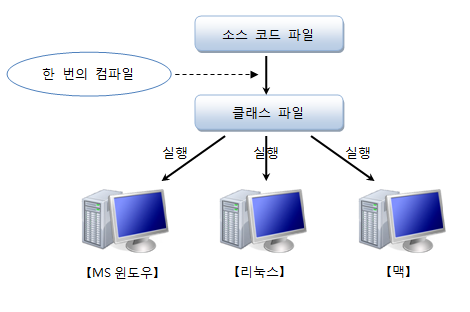 소스 코드 파일
한 번의 컴파일
클래스 파일
실행 실행 실행
【MS 윈도우】 【리눅스】 【맥】